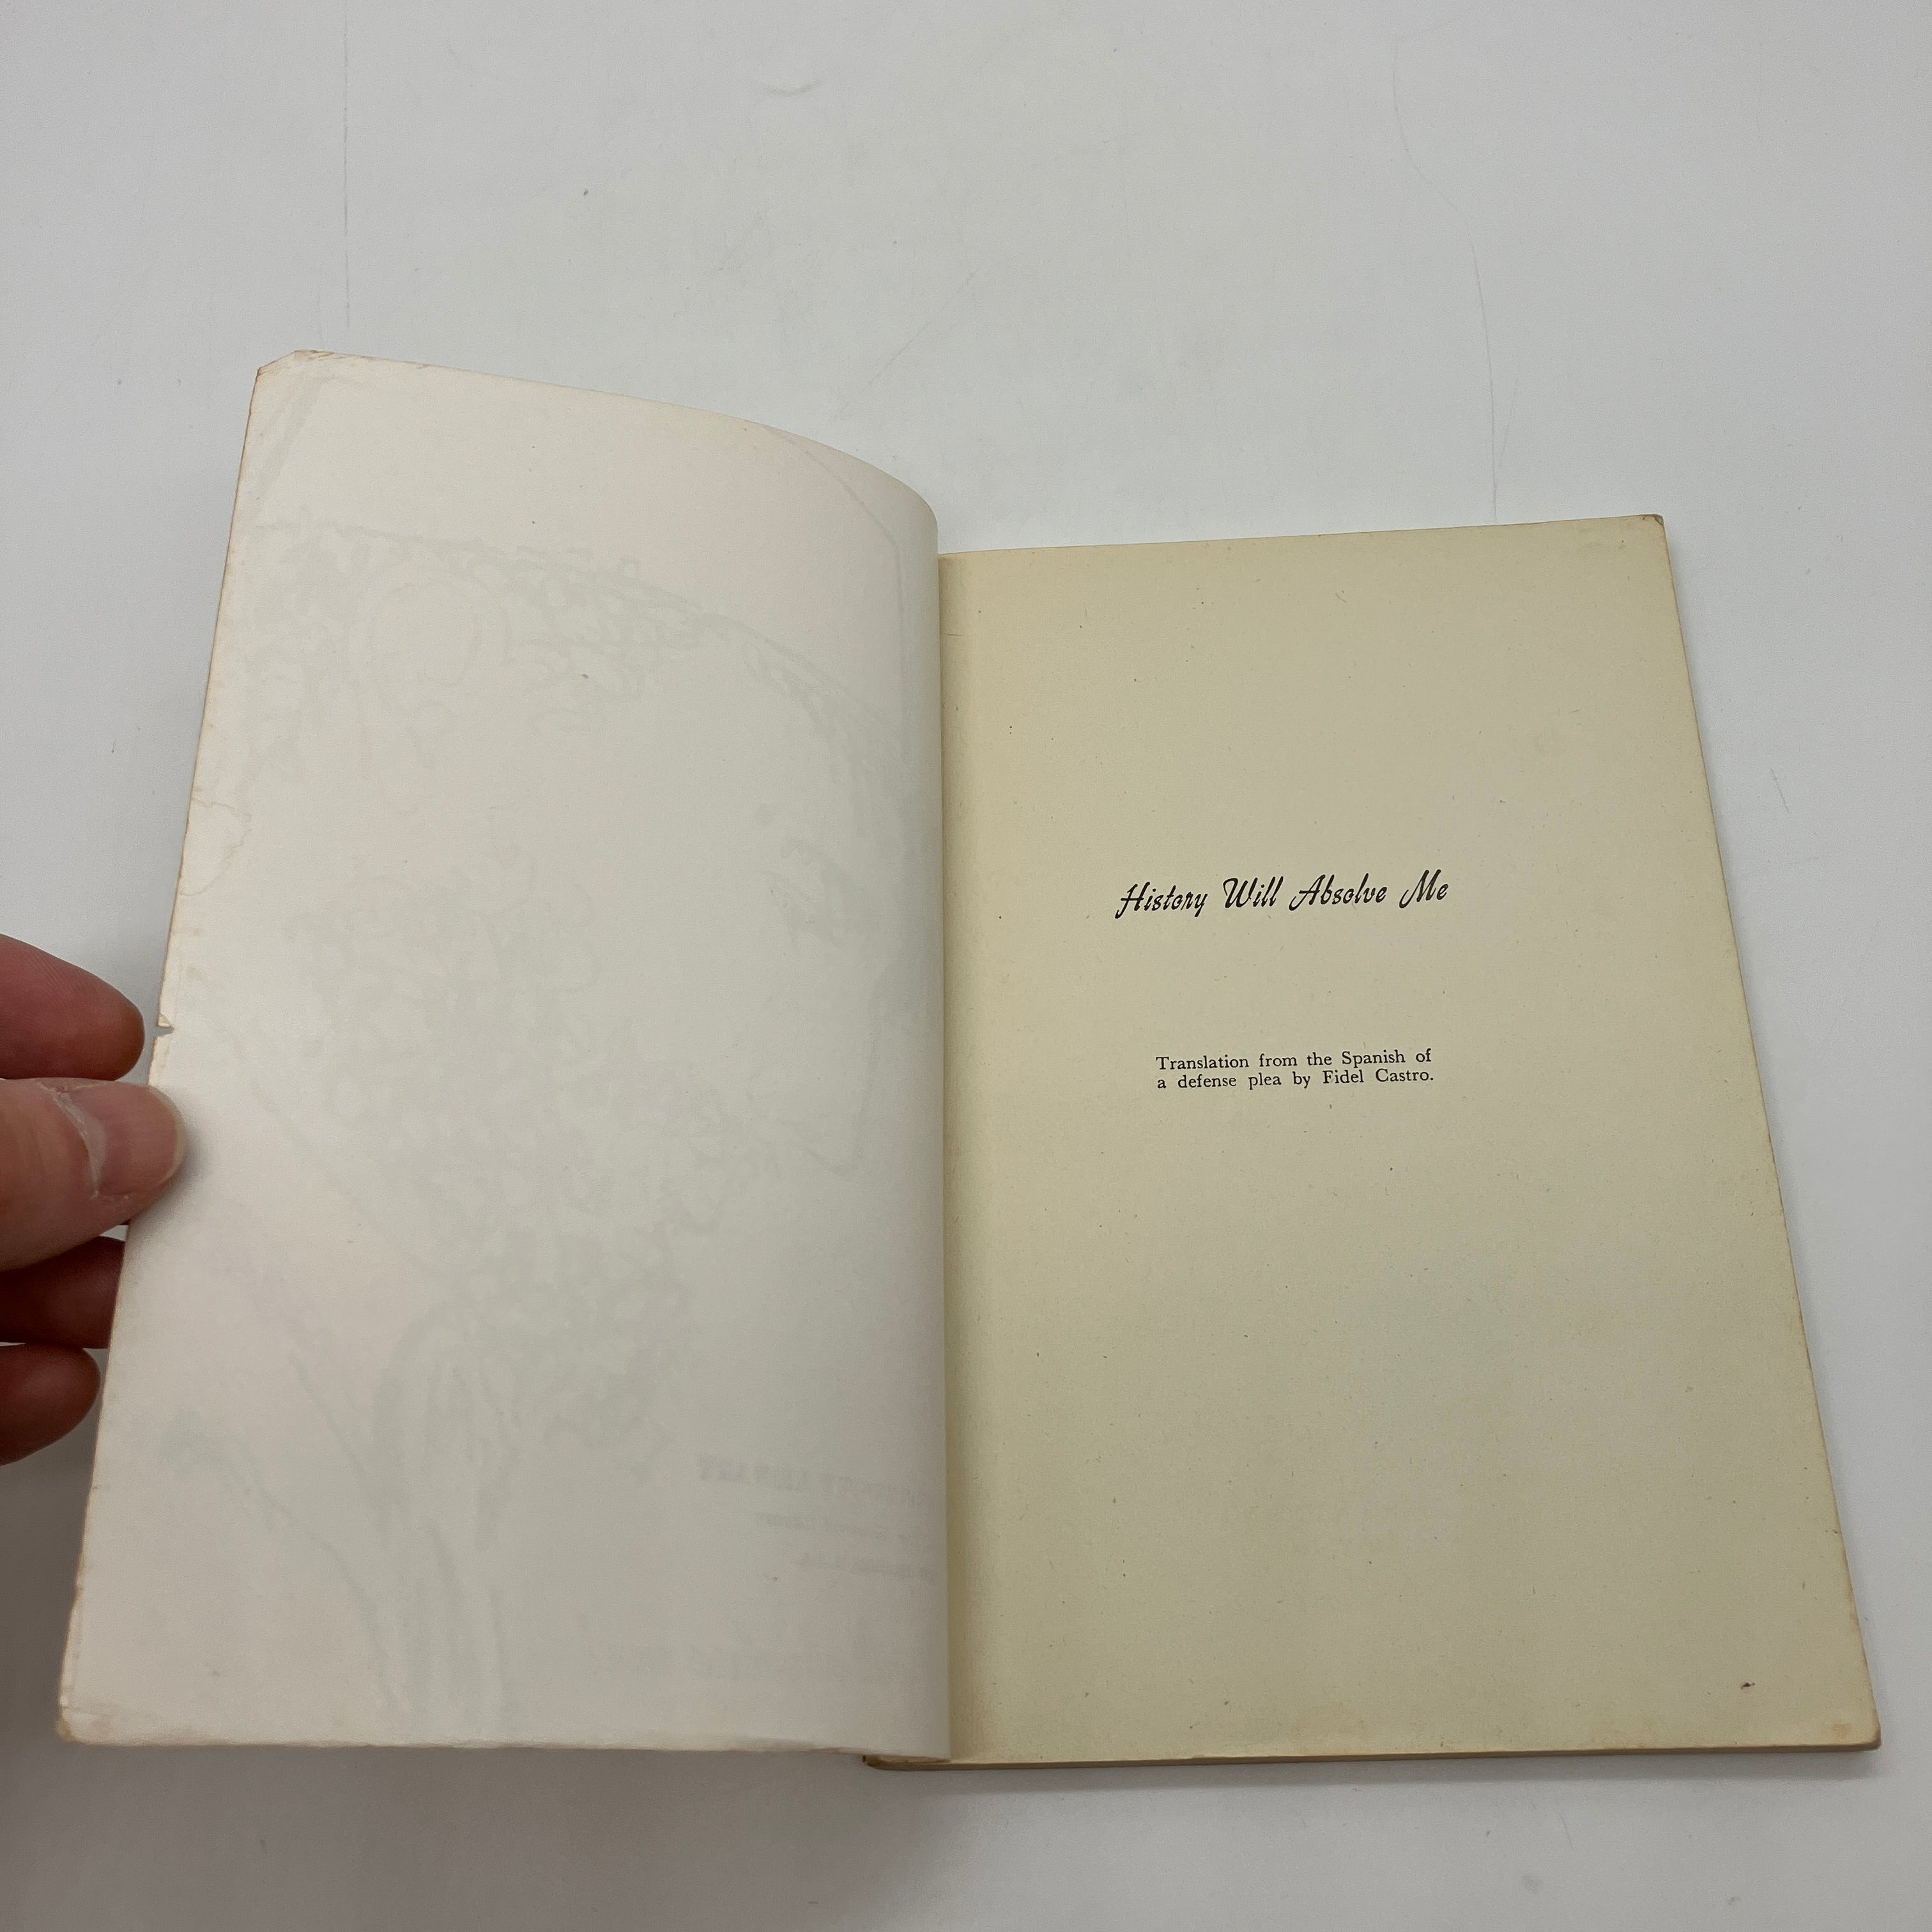 History Will Absolve Me
Translation from the Spanish of
a defense plea by Fidel Castro.